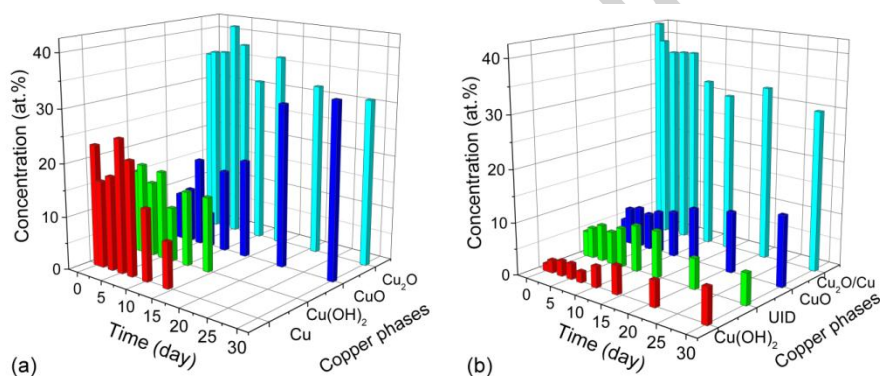 40
30
20
10
0
Concentration (at.%)
0
5
10
15
20
25
30
Time (day)
Cu
Cu(OH)₂
CuO
Cu₂O
Copper phases
(a)
40
30
20
10
0
Concentration (at.%)
0
5
10
15
20
25
30
Time (day)
Cu(OH)₂
UID
CuO
Cu₂O/Cu
Copper phases
(b)